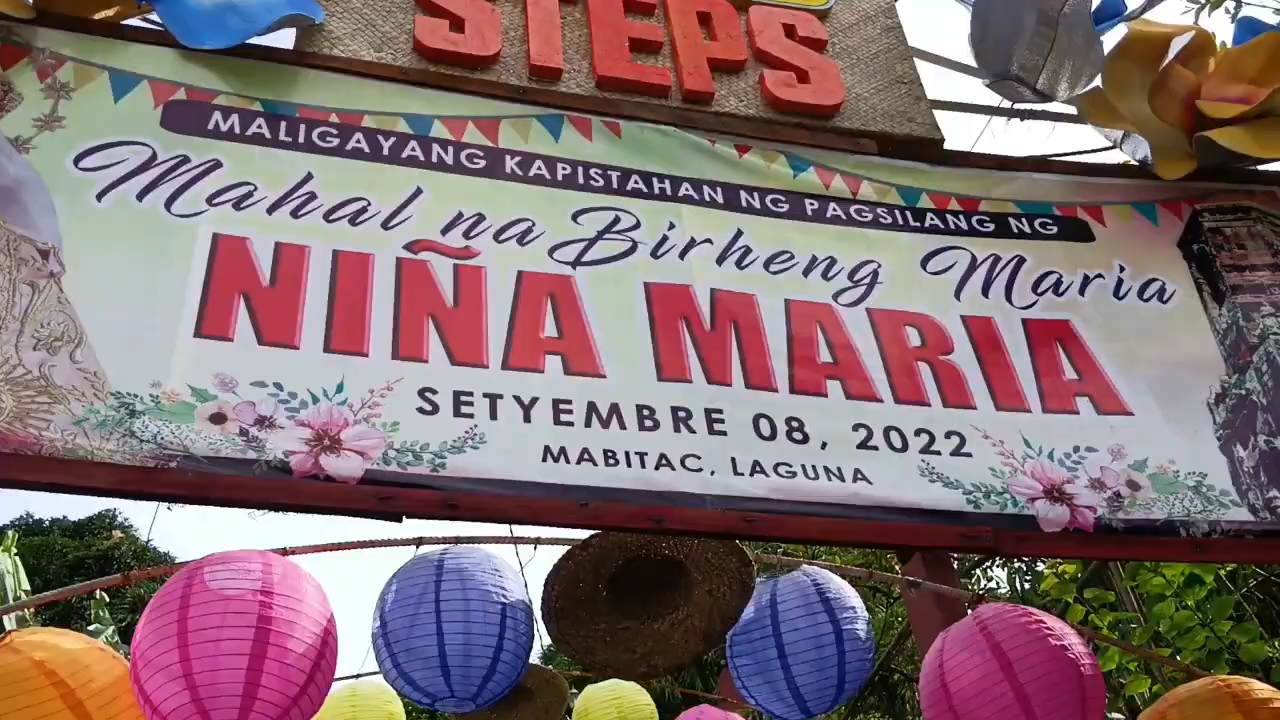 STEPS
MALIGAYANG KAPISTAHAN NG PAGSILANG NG
Mahal na Birheng Maria
NIÑA MARIA
SETYEMBRE 08, 2022
MABITAC, LAGUNA